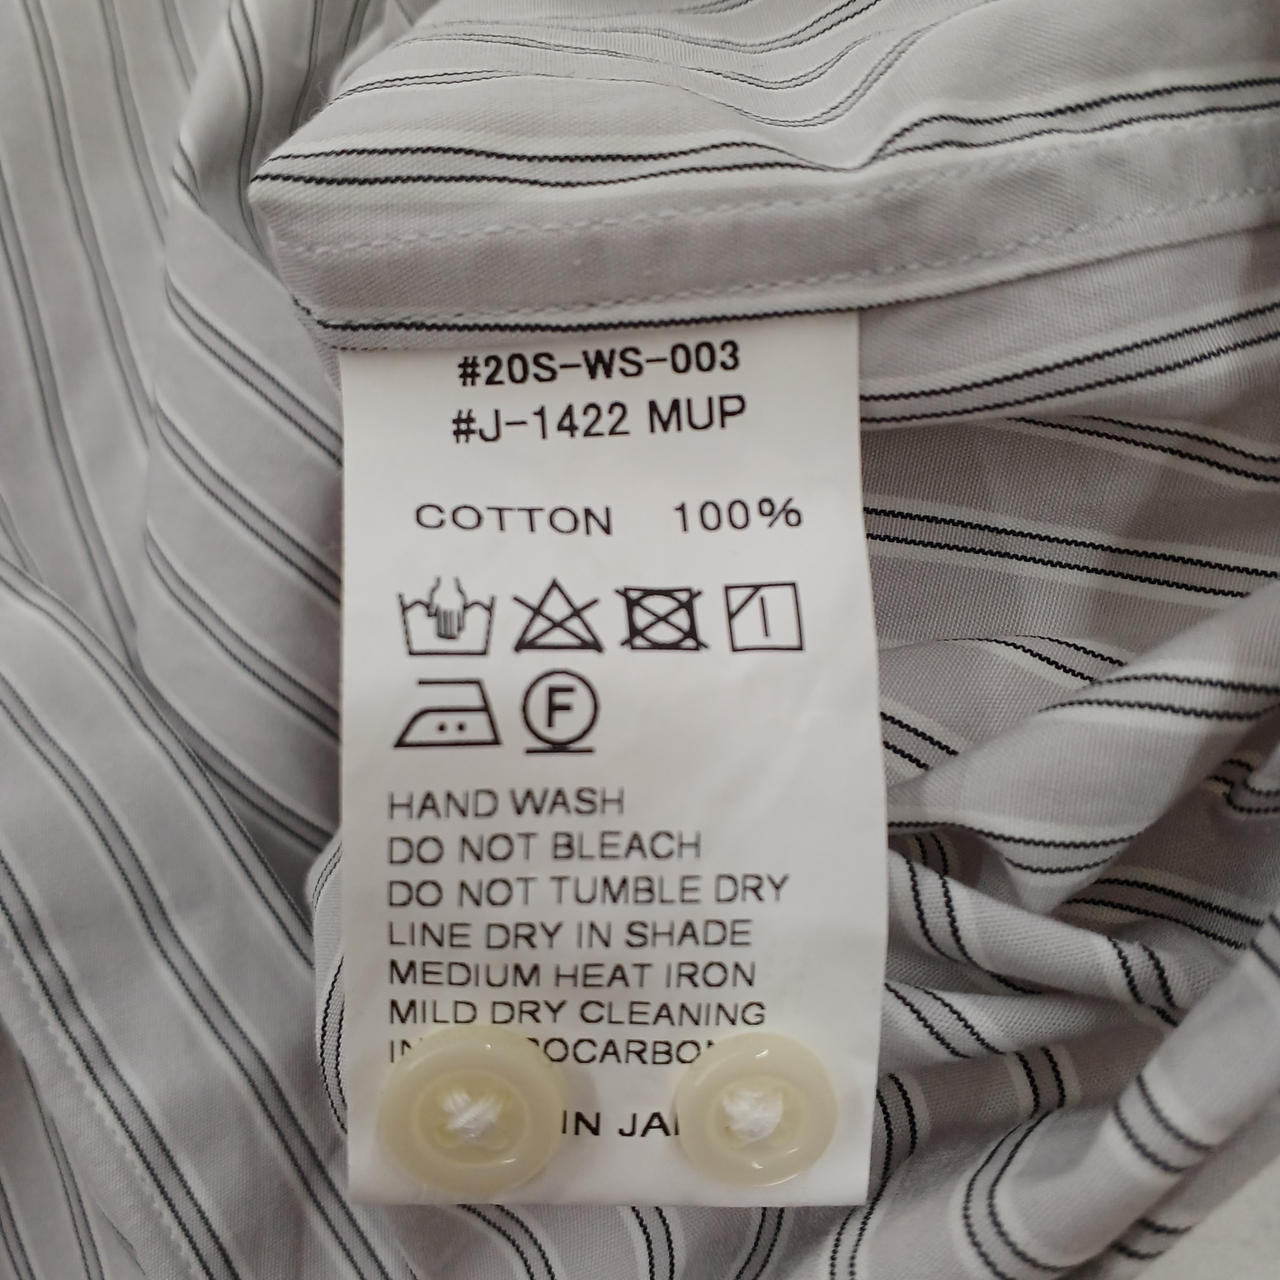 #20S-WS-003
#J-1422 MUP
COTTON 100%
F
HAND WASH
DO NOT BLEACH
DO NOT TUMBLE DRY
LINE DRY IN SHADE
MEDIUM HEAT IRON
MILD DRY CLEANING
IN